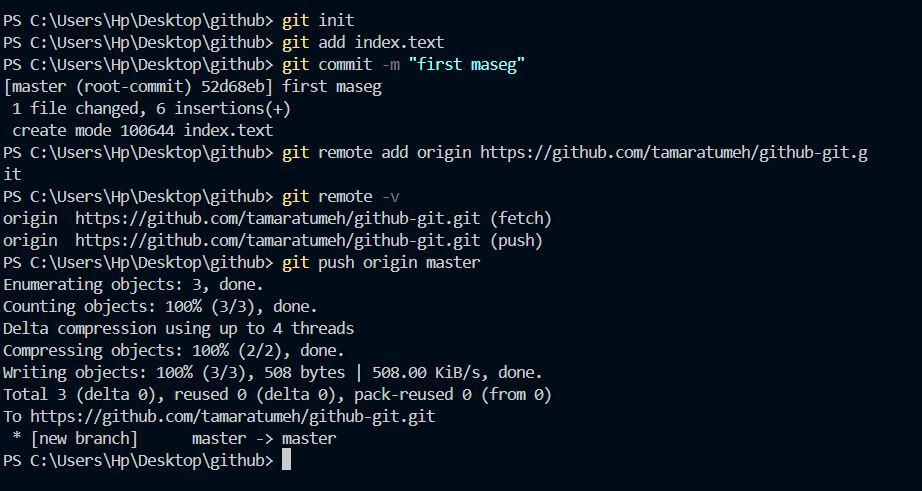 PS C:\Users\Hp\Desktop\github> git init
PS C:\Users\Hp\Desktop\github> git add index.text
PS C:\Users\Hp\Desktop\github> git commit -m "first maseg"
[master (root-commit) 52d68eb] first maseg
 1 file changed, 6 insertions(+)
 create mode 100644 index.text
PS C:\Users\Hp\Desktop\github> git remote add origin https://github.com/tamaratumeh/github-git.g
it
PS C:\Users\Hp\Desktop\github> git remote -v
origin  https://github.com/tamaratumeh/github-git.git (fetch)
origin  https://github.com/tamaratumeh/github-git.git (push)
PS C:\Users\Hp\Desktop\github> git push origin master
Enumerating objects: 3, done.
Counting objects: 100% (3/3), done.
Delta compression using up to 4 threads
Compressing objects: 100% (2/2), done.
Writing objects: 100% (3/3), 508 bytes | 508.00 KiB/s, done.
Total 3 (delta 0), reused 0 (delta 0), pack-reused 0 (from 0)
To https://github.com/tamaratumeh/github-git.git
 * [new branch]      master -> master
PS C:\Users\Hp\Desktop\github>